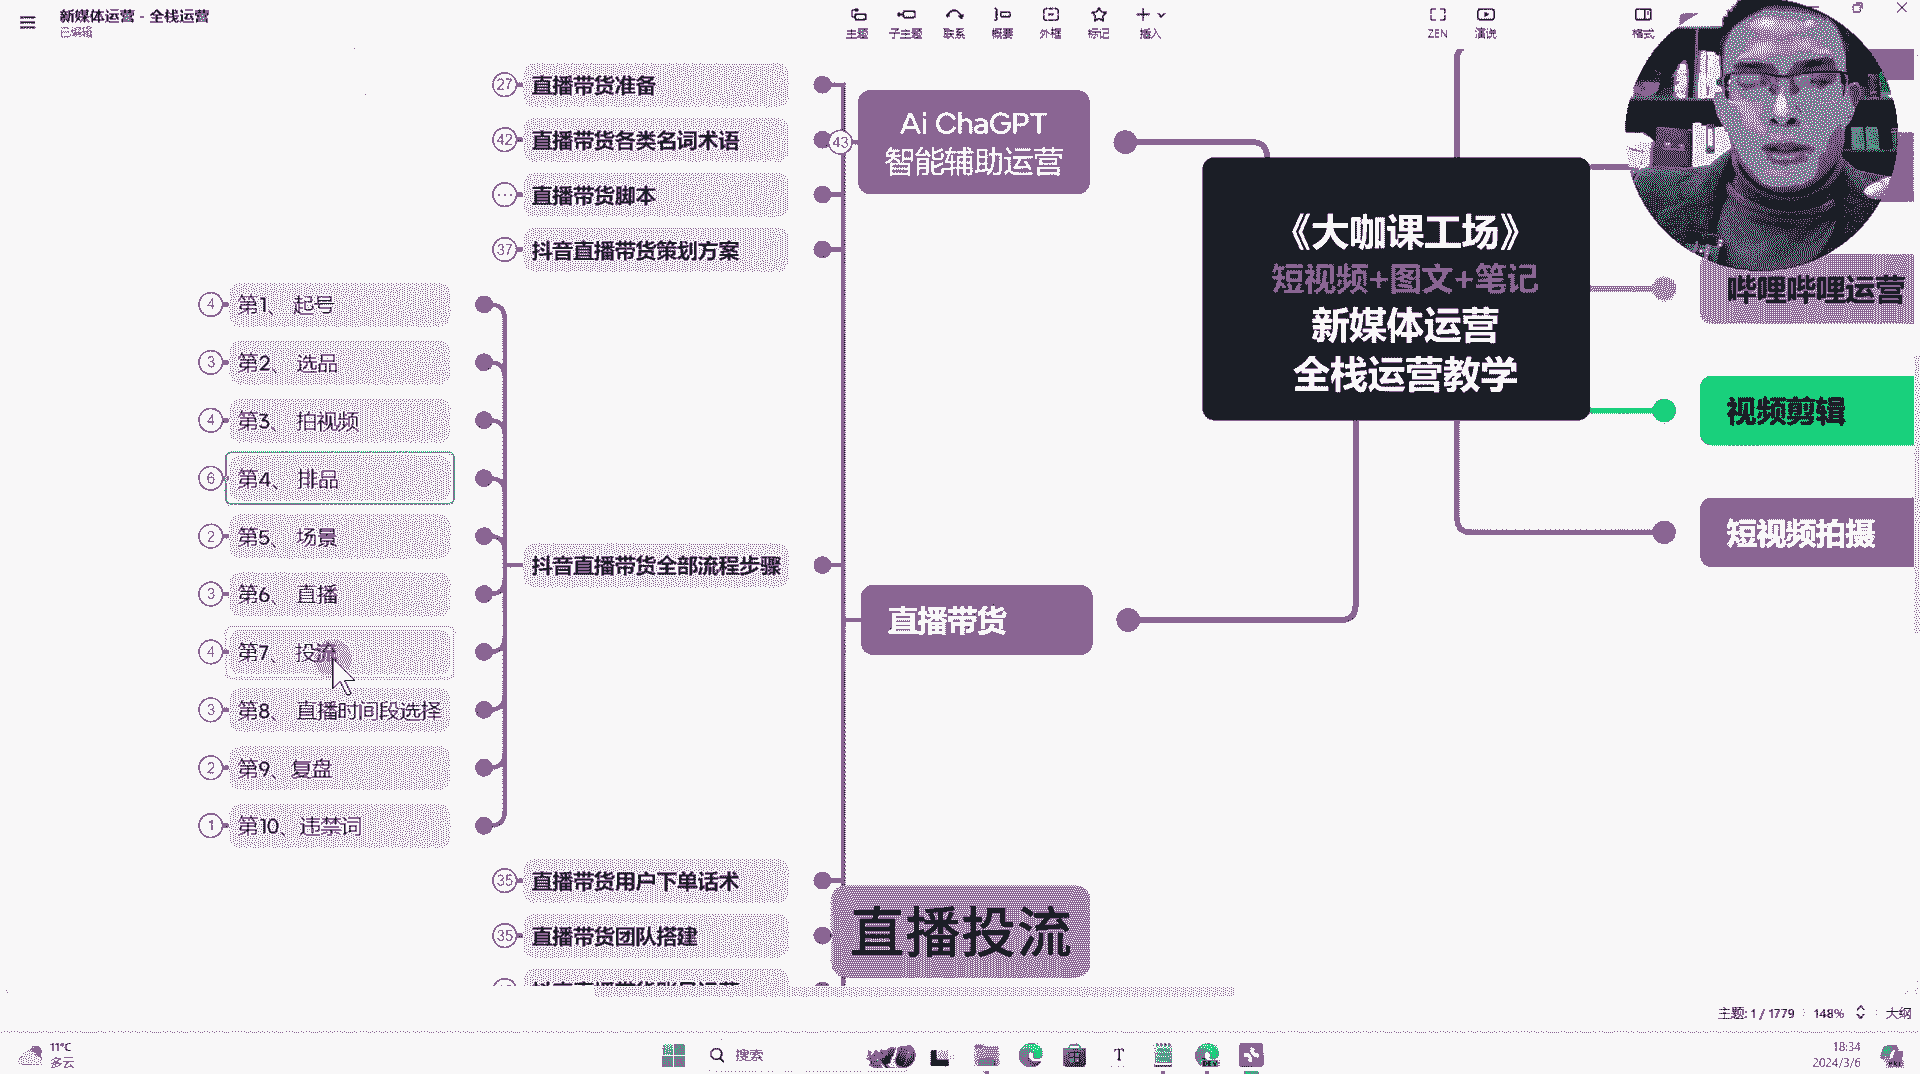 新媒体运营 - 全栈运营
已编辑
主题
子主题
联系
概要
外框
标记
插入
ZEN
演说
格式
27
直播带货准备
42
直播带货各类名词术语
直播带货脚本
37
抖音直播带货策划方案
43
Ai ChaGPT
智能辅助运营
《大咖课工场》
短视频+图文+笔记
新媒体运营
全栈运营教学
哔哩哔哩运营
视频剪辑
短视频拍摄
4
第1、 起号
3
第2、 选品
4
第3、 拍视频
6
第4、 排品
2
第5、 场景
3
第6、 直播
4
第7、 投流
3
第8、 直播时间段选择
2
第9、复盘
1
第10、违禁词
抖音直播带货全部流程步骤
直播带货
35
直播带货用户下单话术
35
直播带货团队搭建
直播投流
主题: 1 / 1779
148%
大纲
11°C
多云
搜索
18:34
2024/3/6